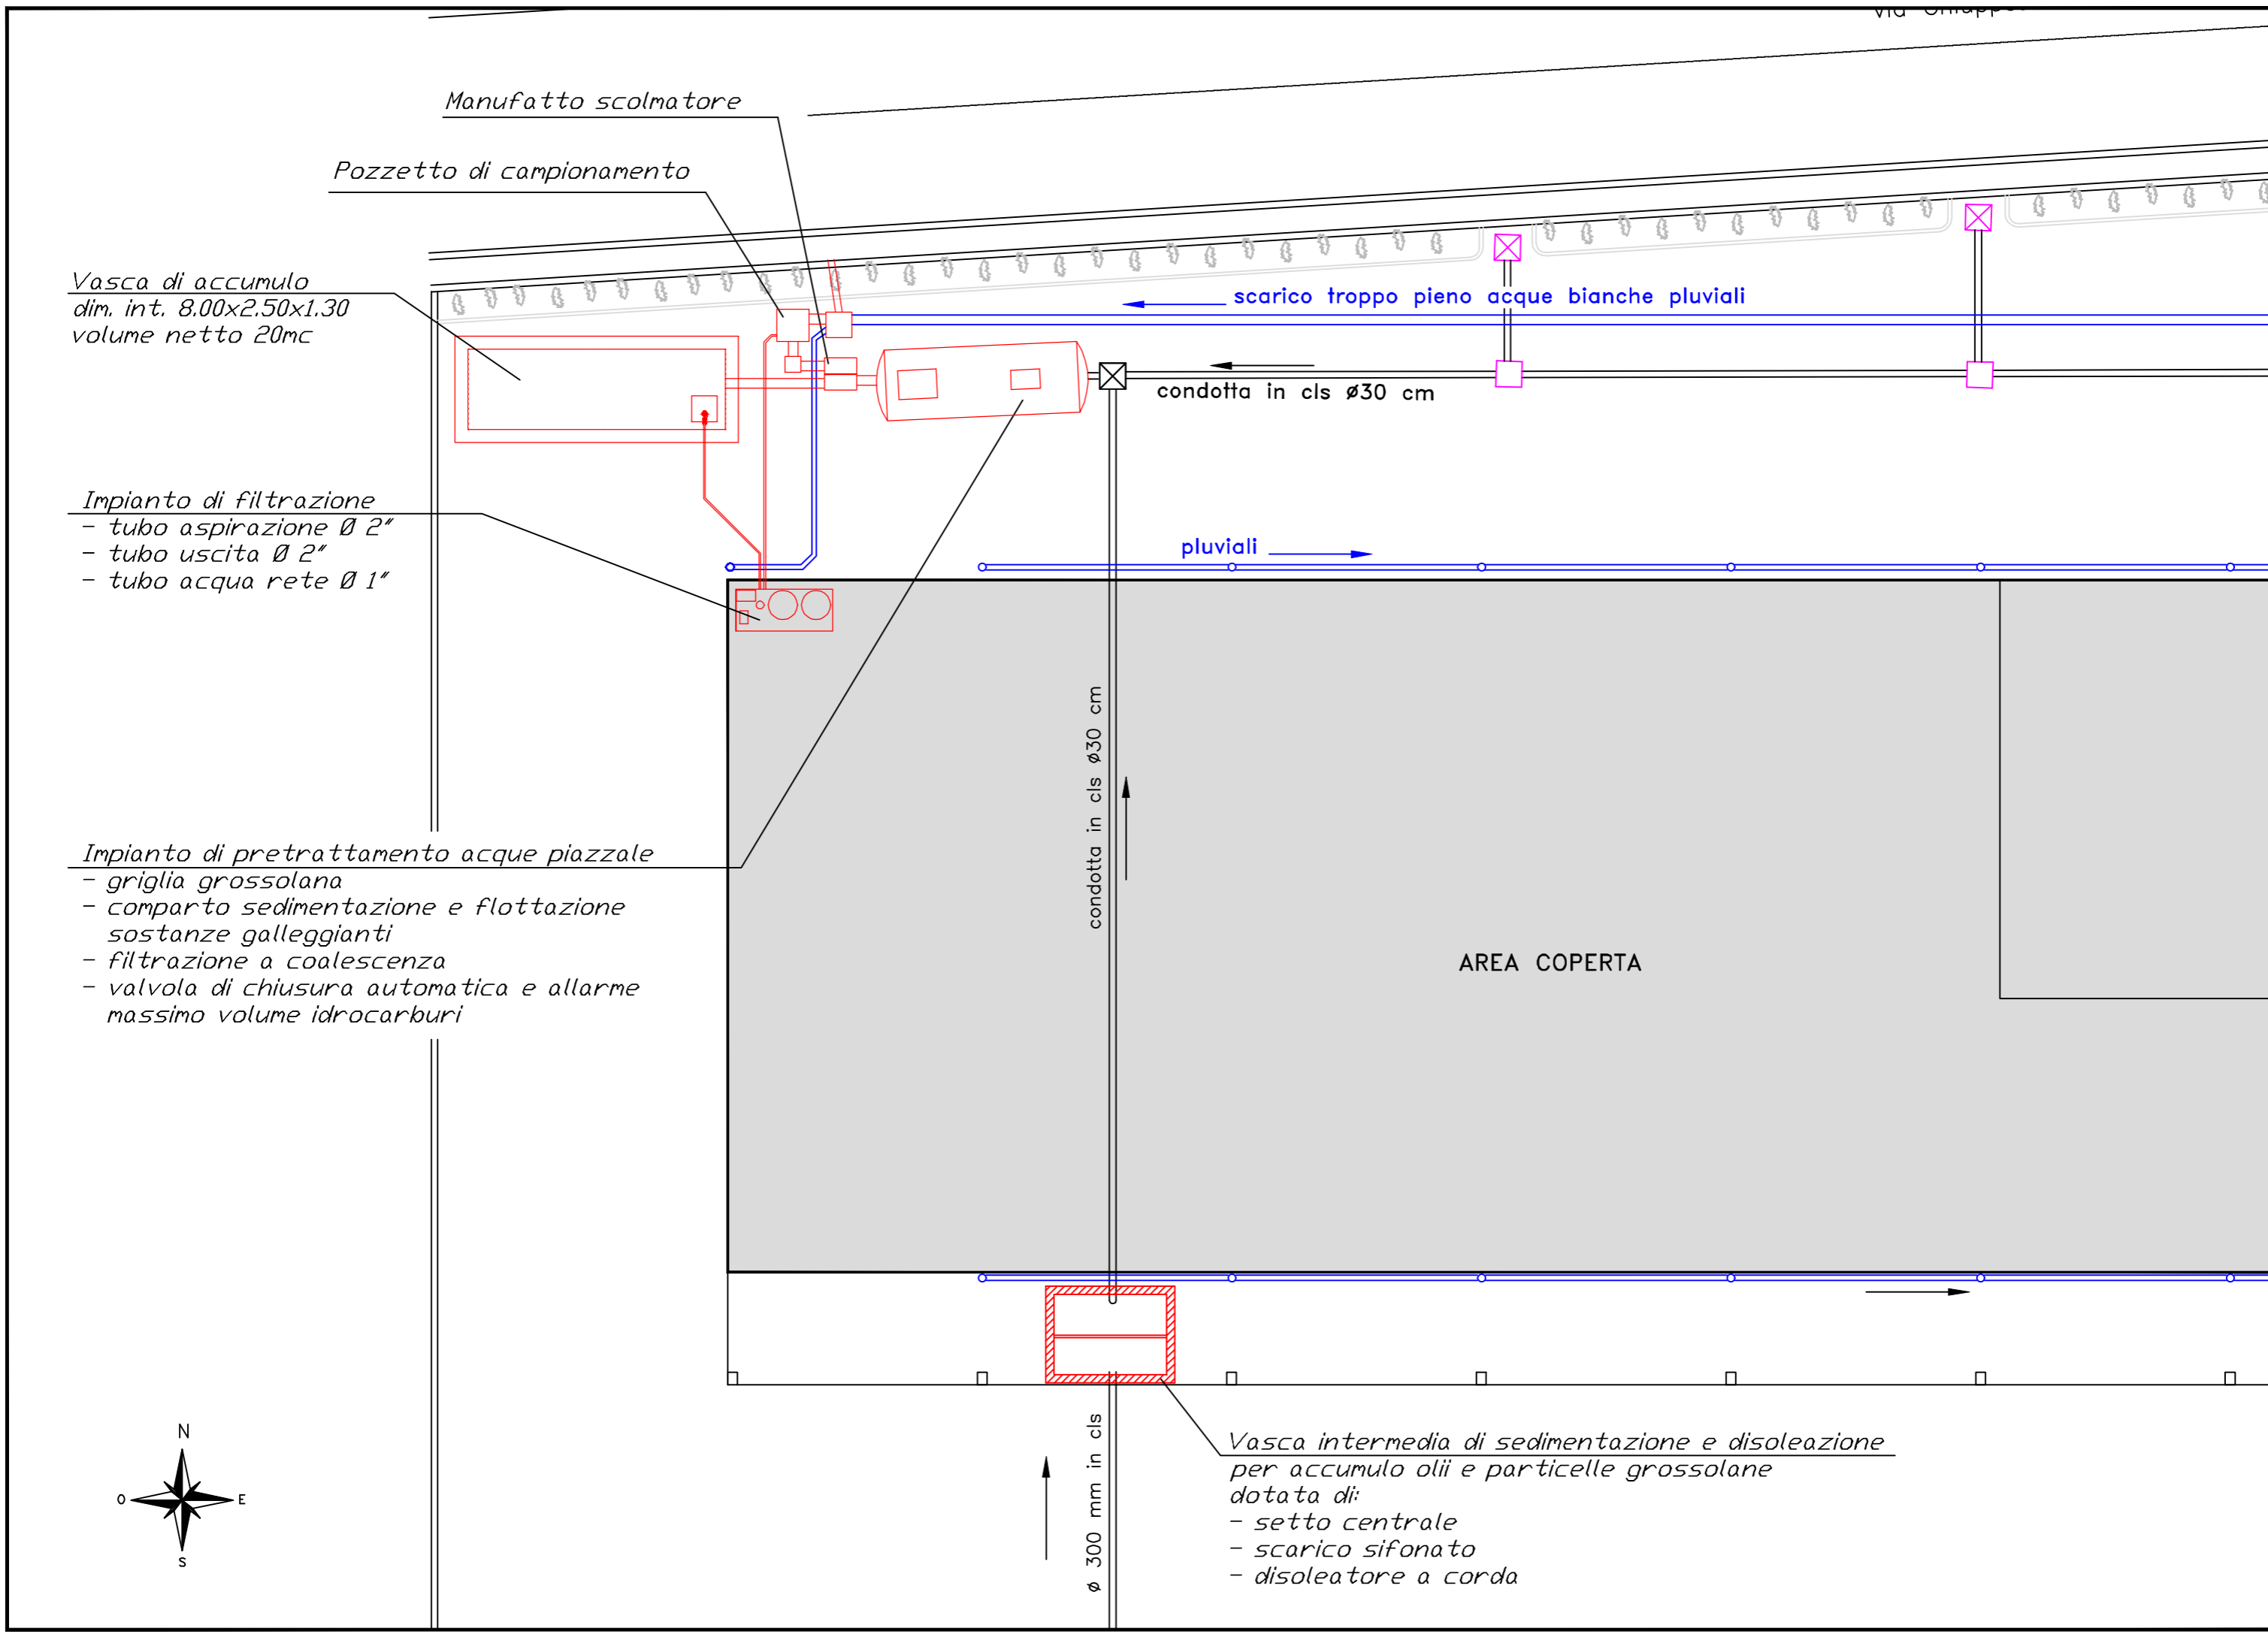 Manufatto scolmatore
Pozzetto di campionamento
Vasca di accumulo
dim. int. 8.00x2.50x1.30
volume netto 20mc
scarico troppo pieno acque bianche pluviali
condotta in cls ø30 cm
Impianto di filtrazione
- tubo aspirazione Ø 2"
- tubo uscita Ø 2"
- tubo acqua rete Ø 1"
pluviali
condotta in cls ø30 cm
Impianto di pretrattamento acque piazzale
- griglia grossolana
- comparto sedimentazione e flottazione
sostanze galleggianti
- filtrazione a coalescenza
- valvola di chiusura automatica e allarme
massimo volume idrocarburi
AREA COPERTA
N
O
E
S
ø 300 mm in cls
Vasca intermedia di sedimentazione e disoleazione
per accumulo olii e particelle grossolane
dotata di:
- setto centrale
- scarico sifonato
- disoleatore a corda